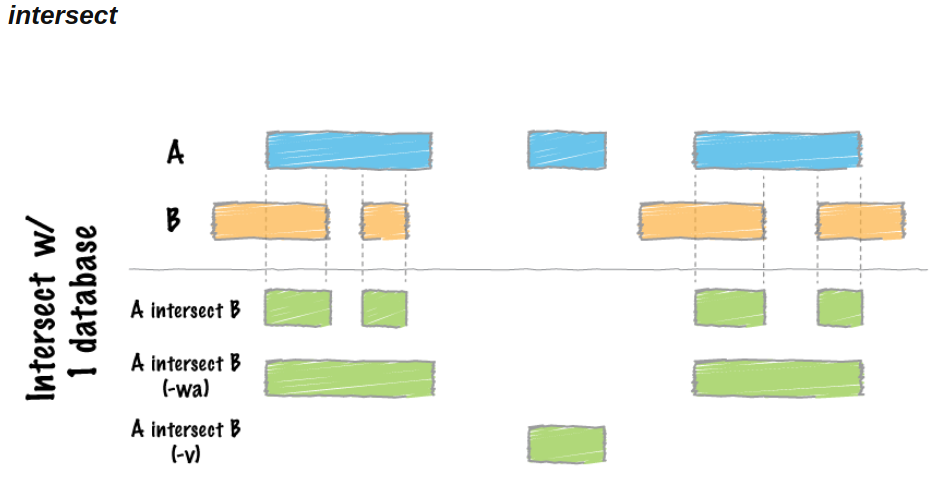 intersect
Intersect w/
1 database
A
B
A intersect B
A intersect B
(-wa)
A intersect B
(-v)